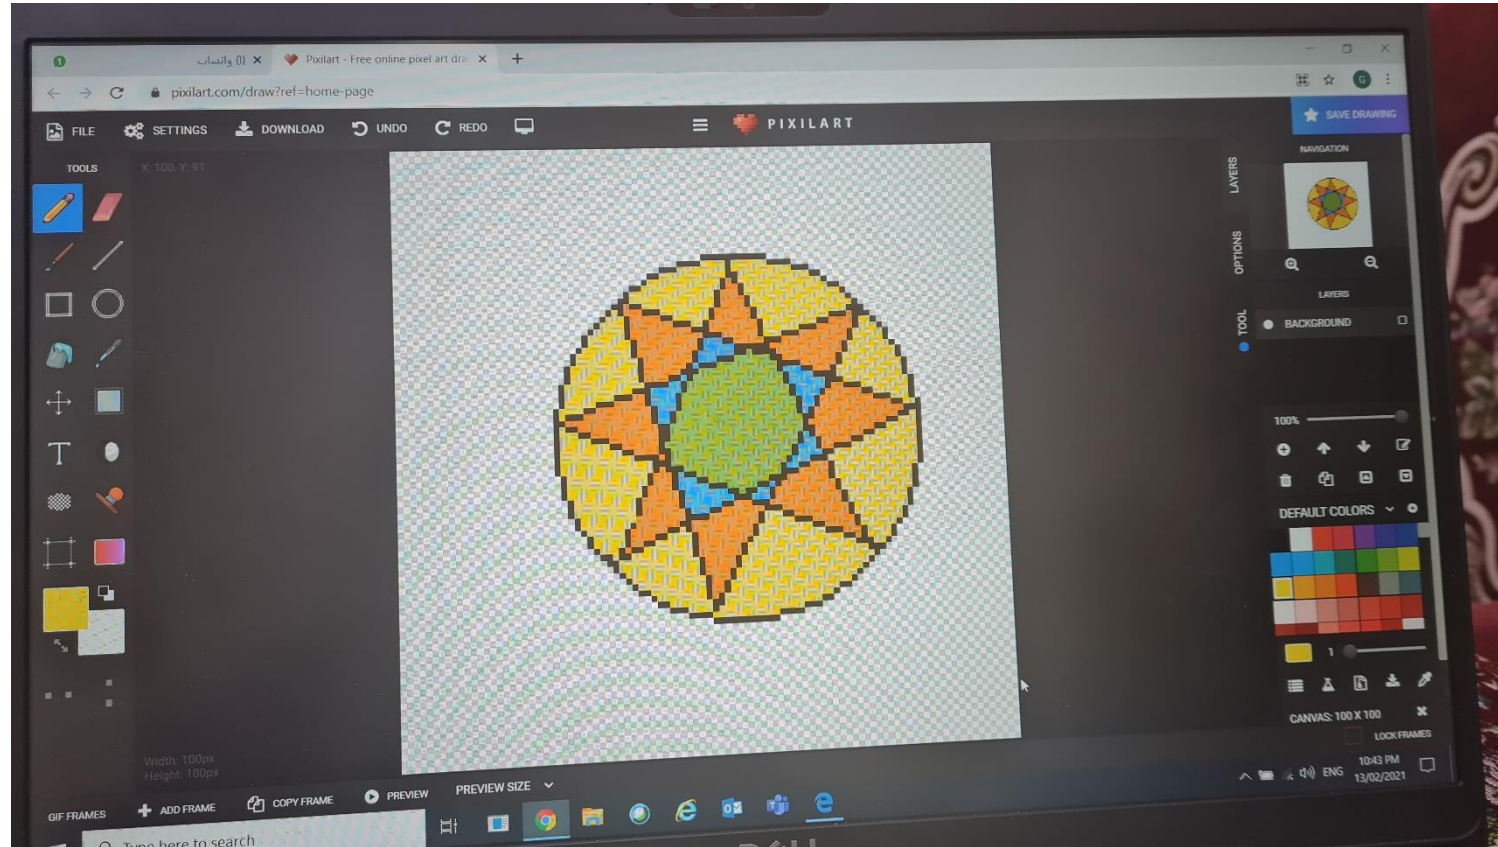 1
(1) واتساب
Pixilart - Free online pixel art dra
pixilart.com/draw?ref=home-page
G
FILE
SETTINGS
DOWNLOAD
UNDO
REDO
PIXILART
SAVE DRAWING
TOOLS
X: 100, Y: 91
NAVIGATION
LAYERS
OPTIONS
TOOL
LAYERS
BACKGROUND
100%
T
DEFAULT COLORS
1
CANVAS: 100 X 100
LOCK FRAMES
Width: 100px
Height: 100px
GIF FRAMES
ADD FRAME
COPY FRAME
PREVIEW
PREVIEW SIZE
Type here to search
ENG
10:43 PM
13/02/2021